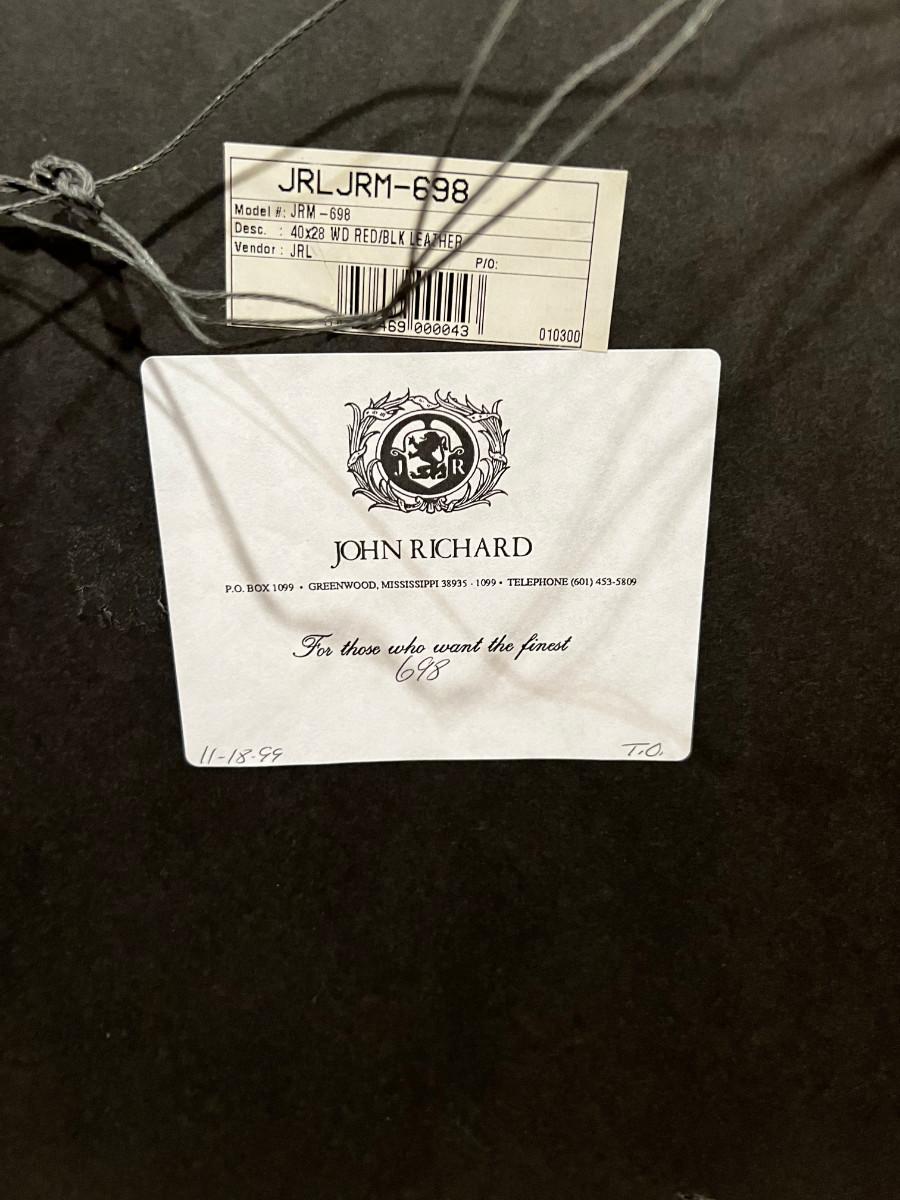 JRLJRM-698
Model #: JRM -698
Desc. : 40x28 WD RED/BLK LEATHER
Vendor : JRL
P/O:
469 000043
010300
J R
JOHN RICHARD
P.O. BOX 1099 • GREENWOOD, MISSISSIPPI 38935 - 1099 • TELEPHONE (601) 453-5809
For those who want the finest
698
11-18-99
T.O.